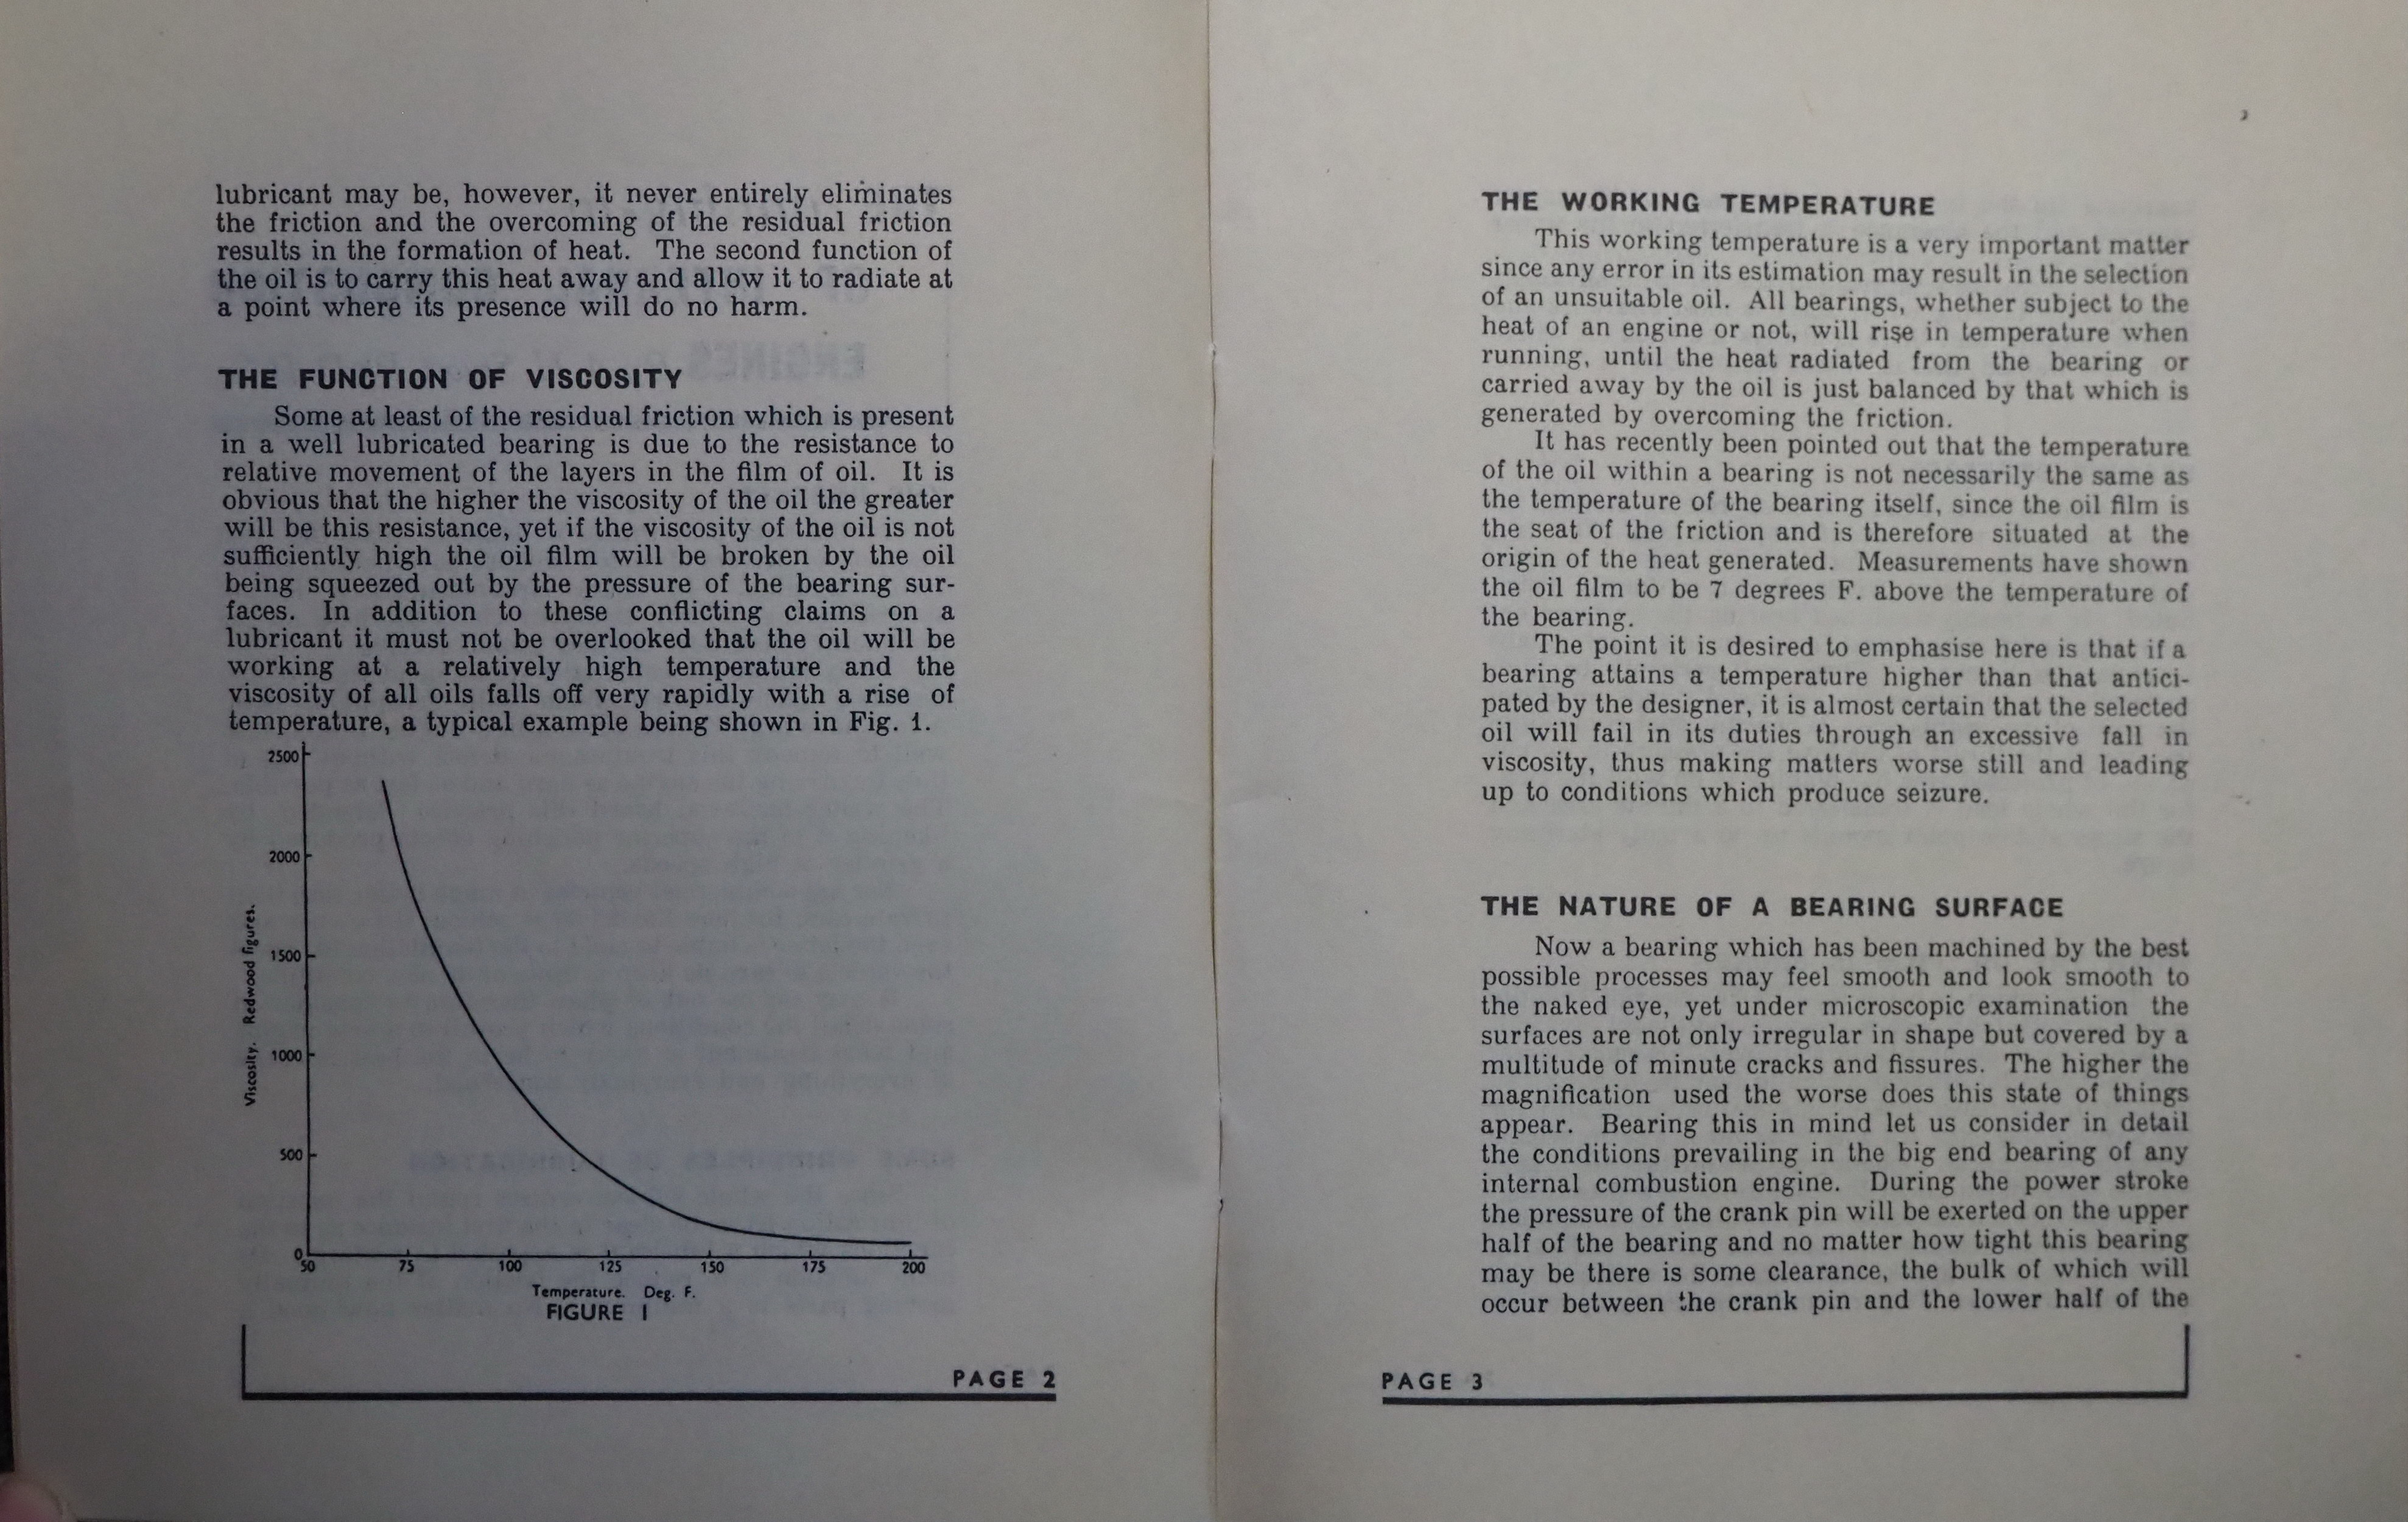 lubricant may be, however, it never entirely eliminates
the friction and the overcoming of the residual friction
results in the formation of heat. The second function of
the oil is to carry this heat away and allow it to radiate at
a point where its presence will do no harm.
THE FUNCTION OF VISCOSITY
Some at least of the residual friction which is present
in a well lubricated bearing is due to the resistance to
relative movement of the layers in the film of oil. It is
obvious that the higher the viscosity of the oil the greater
will be this resistance, yet if the viscosity of the oil is not
sufficiently high the oil film will be broken by the oil
being squeezed out by the pressure of the bearing sur-
faces. In addition to these conflicting claims on a
lubricant it must not be overlooked that the oil will be
working at a relatively high temperature and the
viscosity of all oils falls off very rapidly with a rise of
temperature, a typical example being shown in Fig. 1.
2500
2000
1500
1000
500
0
Viscosity. Redwood figures.
50 75 100 125 150 175 200
Temperature. Deg. F.
FIGURE I
PAGE 2
THE WORKING TEMPERATURE
This working temperature is a very important matter
since any error in its estimation may result in the selection
of an unsuitable oil. All bearings, whether subject to the
heat of an engine or not, will rise in temperature when
running, until the heat radiated from the bearing or
carried away by the oil is just balanced by that which is
generated by overcoming the friction.
It has recently been pointed out that the temperature
of the oil within a bearing is not necessarily the same as
the temperature of the bearing itself, since the oil film is
the seat of the friction and is therefore situated at the
origin of the heat generated. Measurements have shown
the oil film to be 7 degrees F. above the temperature of
the bearing.
The point it is desired to emphasise here is that if a
bearing attains a temperature higher than that antici-
pated by the designer, it is almost certain that the selected
oil will fail in its duties through an excessive fall in
viscosity, thus making matters worse still and leading
up to conditions which produce seizure.
THE NATURE OF A BEARING SURFACE
Now a bearing which has been machined by the best
possible processes may feel smooth and look smooth to
the naked eye, yet under microscopic examination the
surfaces are not only irregular in shape but covered by a
multitude of minute cracks and fissures. The higher the
magnification used the worse does this state of things
appear. Bearing this in mind let us consider in detail
the conditions prevailing in the big end bearing of any
internal combustion engine. During the power stroke
the pressure of the crank pin will be exerted on the upper
half of the bearing and no matter how tight this bearing
may be there is some clearance, the bulk of which will
occur between the crank pin and the lower half of the
PAGE 3